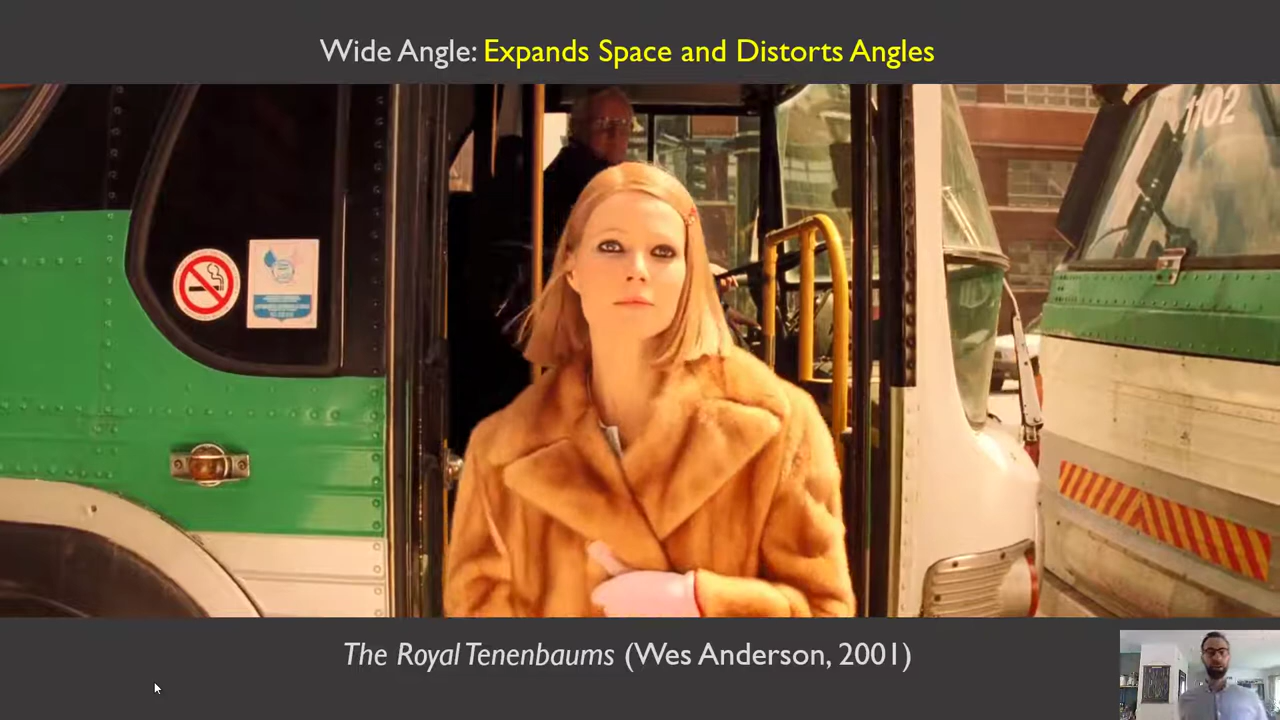 Wide Angle: Expands Space and Distorts Angles
1102
The Royal Tenenbaums (Wes Anderson, 2001)